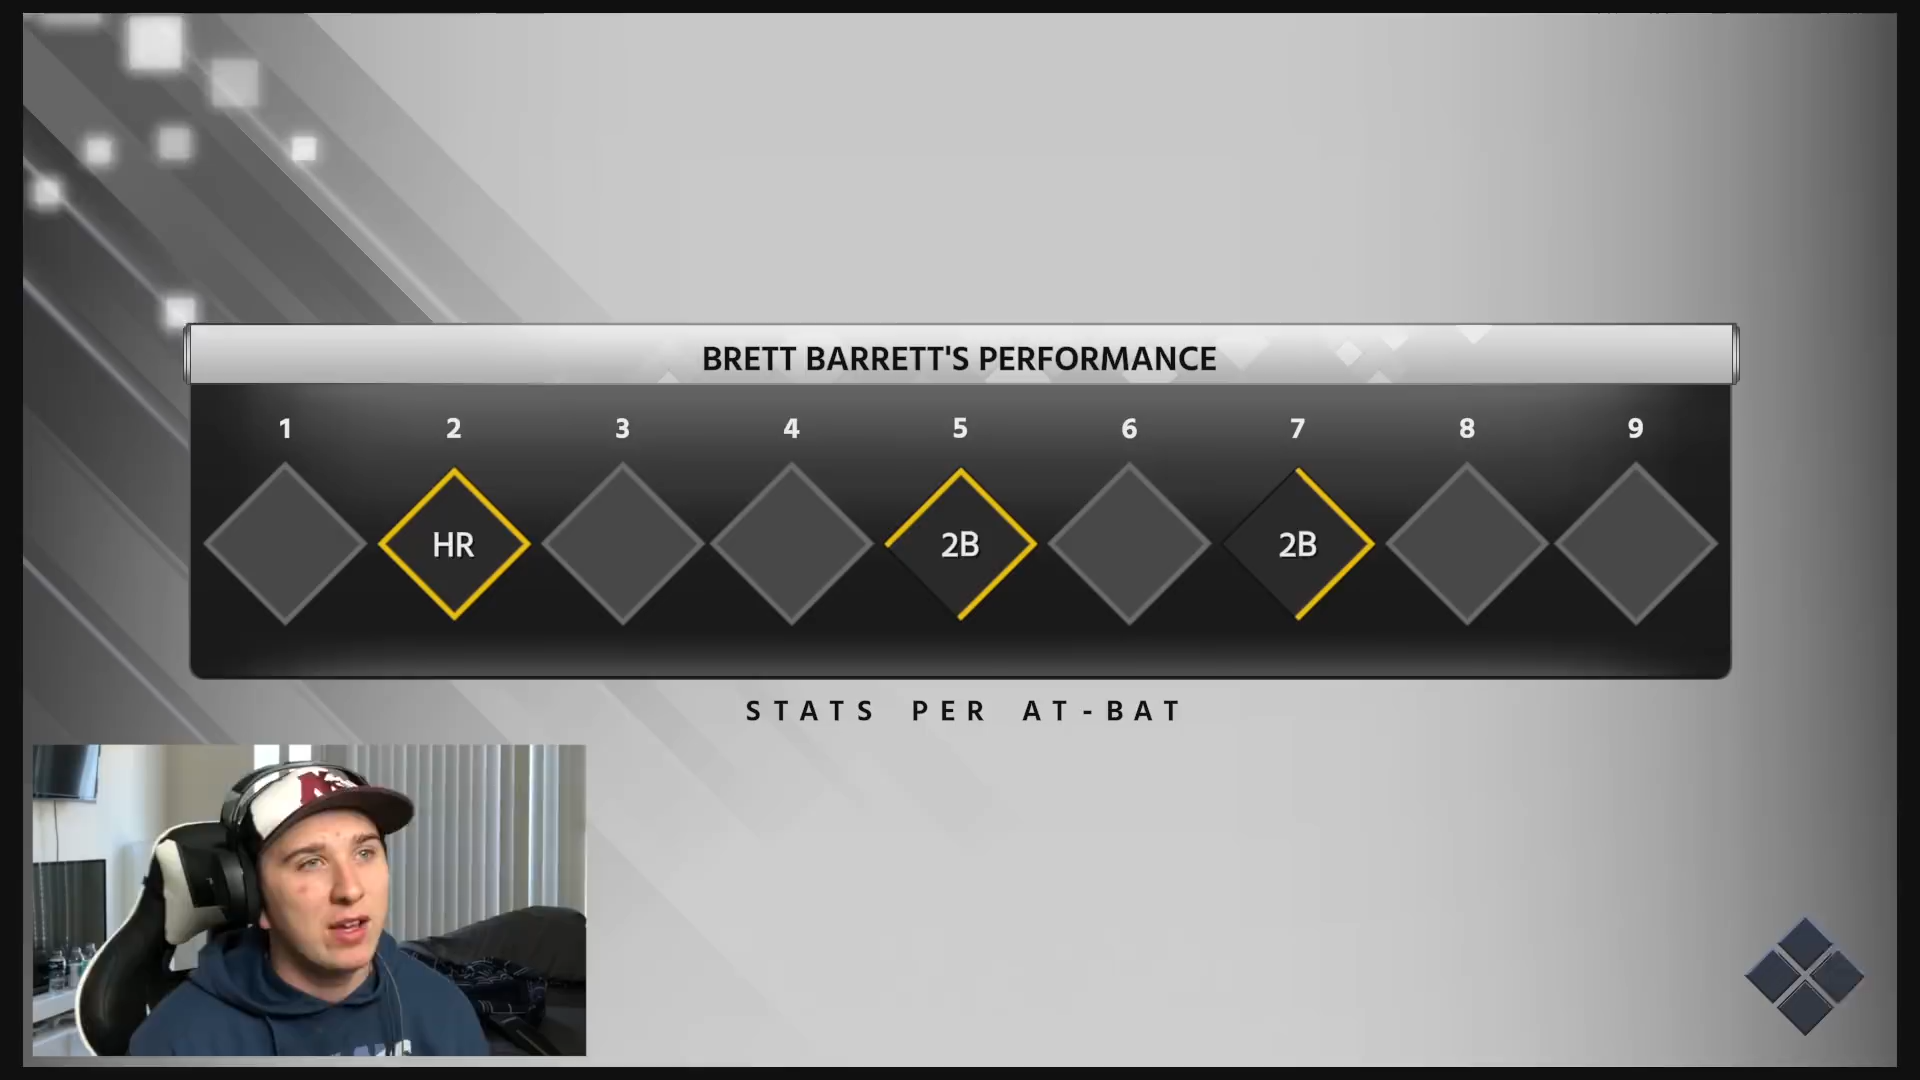 BRETT BARRETT'S PERFORMANCE
1 2 3 4 5 6 7 8 9
HR 2B 2B
STATS PER AT-BAT